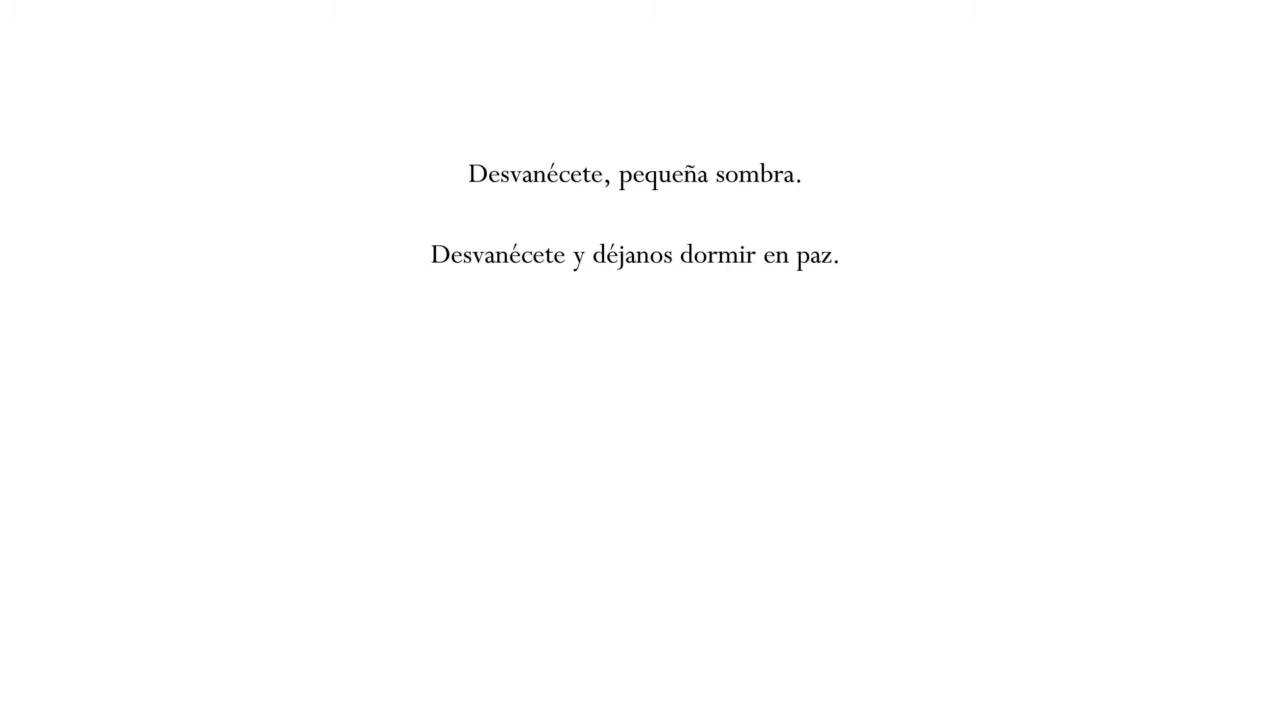 Desvanécete, pequeña sombra.
Desvanécete y déjanos dormir en paz.